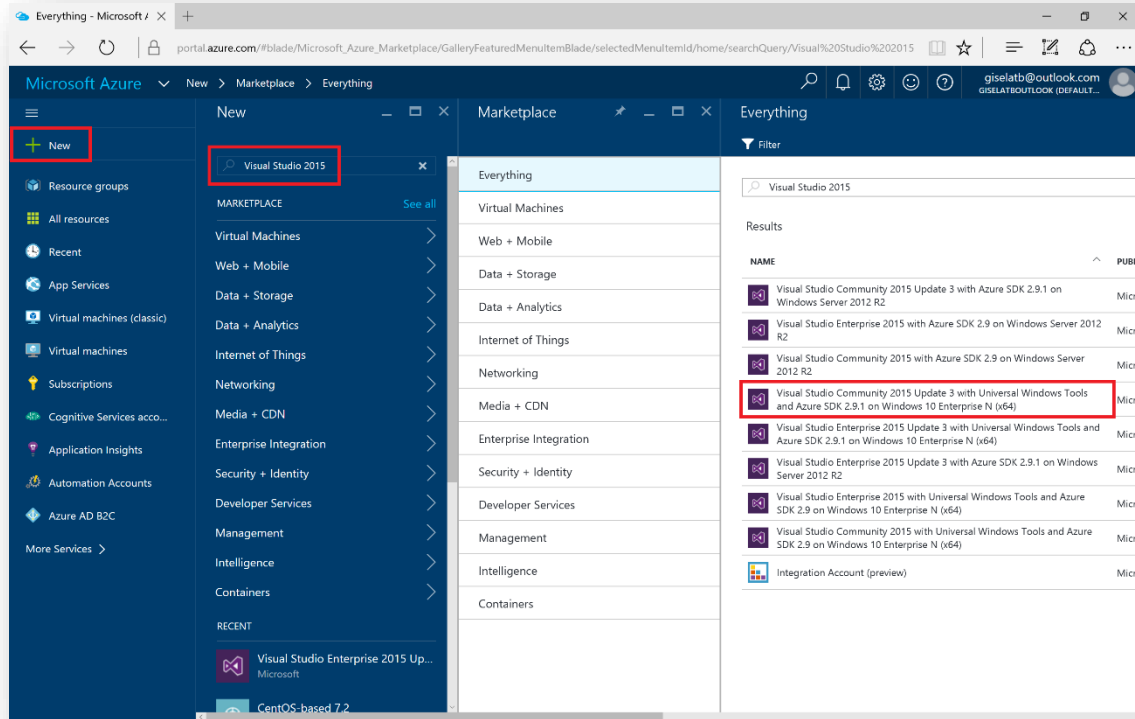 Everything - Microsoft A
portal.azure.com/#blade/Microsoft_Azure_Marketplace/GalleryFeaturedMenuItemBlade/selectedMenuItemId/home/searchQuery/Visual%20Studio%202015
Microsoft Azure New > Marketplace > Everything
giselatb@outlook.com
GISELATBOUTLOOK (DEFAULT...
New
Resource groups
All resources
Recent
App Services
Virtual machines (classic)
Virtual machines
Subscriptions
Cognitive Services acco...
Application Insights
Automation Accounts
Azure AD B2C
More Services >
New
Visual Studio 2015
MARKETPLACE See all
Virtual Machines
Web + Mobile
Data + Storage
Data + Analytics
Internet of Things
Networking
Media + CDN
Enterprise Integration
Security + Identity
Developer Services
Management
Intelligence
Containers
RECENT
Visual Studio Enterprise 2015 Up...
Microsoft
CentOS-based 7.2
Marketplace
Everything
Virtual Machines
Web + Mobile
Data + Storage
Data + Analytics
Internet of Things
Networking
Media + CDN
Enterprise Integration
Security + Identity
Developer Services
Management
Intelligence
Containers
Everything
Filter
Visual Studio 2015
Results
NAME PUB
Visual Studio Community 2015 Update 3 with Azure SDK 2.9.1 on
Windows Server 2012 R2
Micr
Visual Studio Enterprise 2015 with Azure SDK 2.9 on Windows Server 2012
R2
Micr
Visual Studio Community 2015 with Azure SDK 2.9 on Windows Server
2012 R2
Micr
Visual Studio Community 2015 Update 3 with Universal Windows Tools
and Azure SDK 2.9.1 on Windows 10 Enterprise N (x64)
Micr
Visual Studio Enterprise 2015 Update 3 with Universal Windows Tools and
Azure SDK 2.9.1 on Windows 10 Enterprise N (x64)
Micr
Visual Studio Enterprise 2015 Update 3 with Azure SDK 2.9.1 on Windows
Server 2012 R2
Micr
Visual Studio Enterprise 2015 with Universal Windows Tools and Azure
SDK 2.9 on Windows 10 Enterprise N (x64)
Micr
Visual Studio Community 2015 with Universal Windows Tools and Azure
SDK 2.9 on Windows 10 Enterprise N (x64)
Micr
Integration Account (preview)
Micr